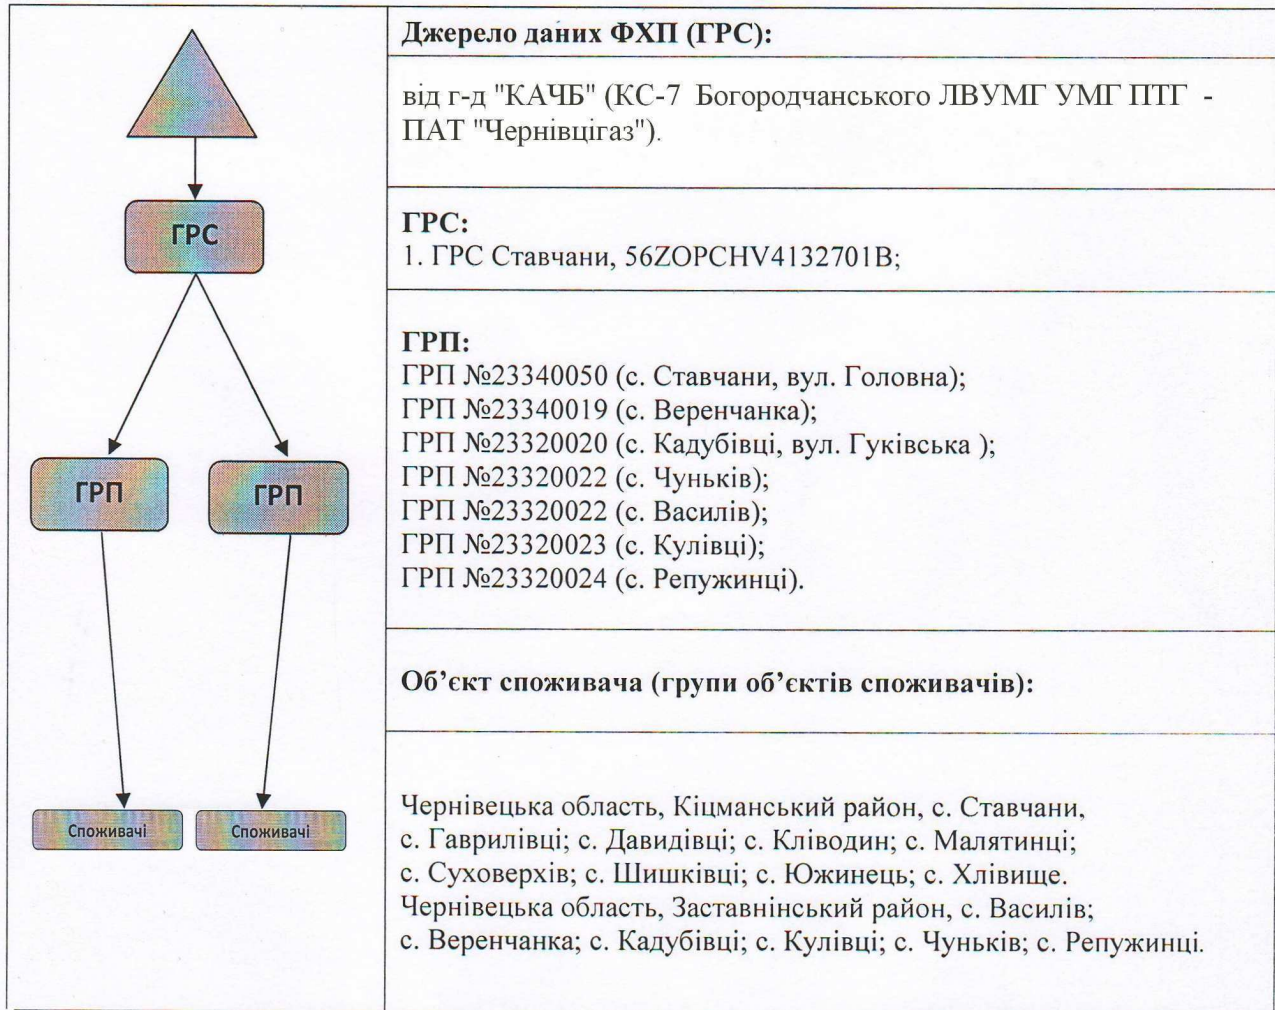 Джерело даних ФХП (ГРС):
від г-д "КАЧБ" (КС-7 Богородчанського ЛВУМГ УМГ ПТГ -
ПАТ "Чернівцігаз").
ГРС
ГРС:
1. ГРС Ставчани, 56ZOPCHV4132701B;
ГРП
ГРП
ГРП:
ГРП №23340050 (с. Ставчани, вул. Головна);
ГРП №23340019 (с. Веренчанка);
ГРП №23320020 (с. Кадубівці, вул. Гуківська );
ГРП №23320022 (с. Чуньків);
ГРП №23320022 (с. Василів);
ГРП №23320023 (с. Кулівці);
ГРП №23320024 (с. Репужинці).
Об’єкт споживача (групи об’єктів споживачів):
Споживачі
Споживачі
Чернівецька область, Кіцманський район, с. Ставчани,
с. Гаврилівці; с. Давидівці; с. Кліводин; с. Малятинці;
с. Суховерхів; с. Шишківці; с. Южинець; с. Хлівище.
Чернівецька область, Заставнінський район, с. Василів;
с. Веренчанка; с. Кадубівці; с. Кулівці; с. Чуньків; с. Репужинці.